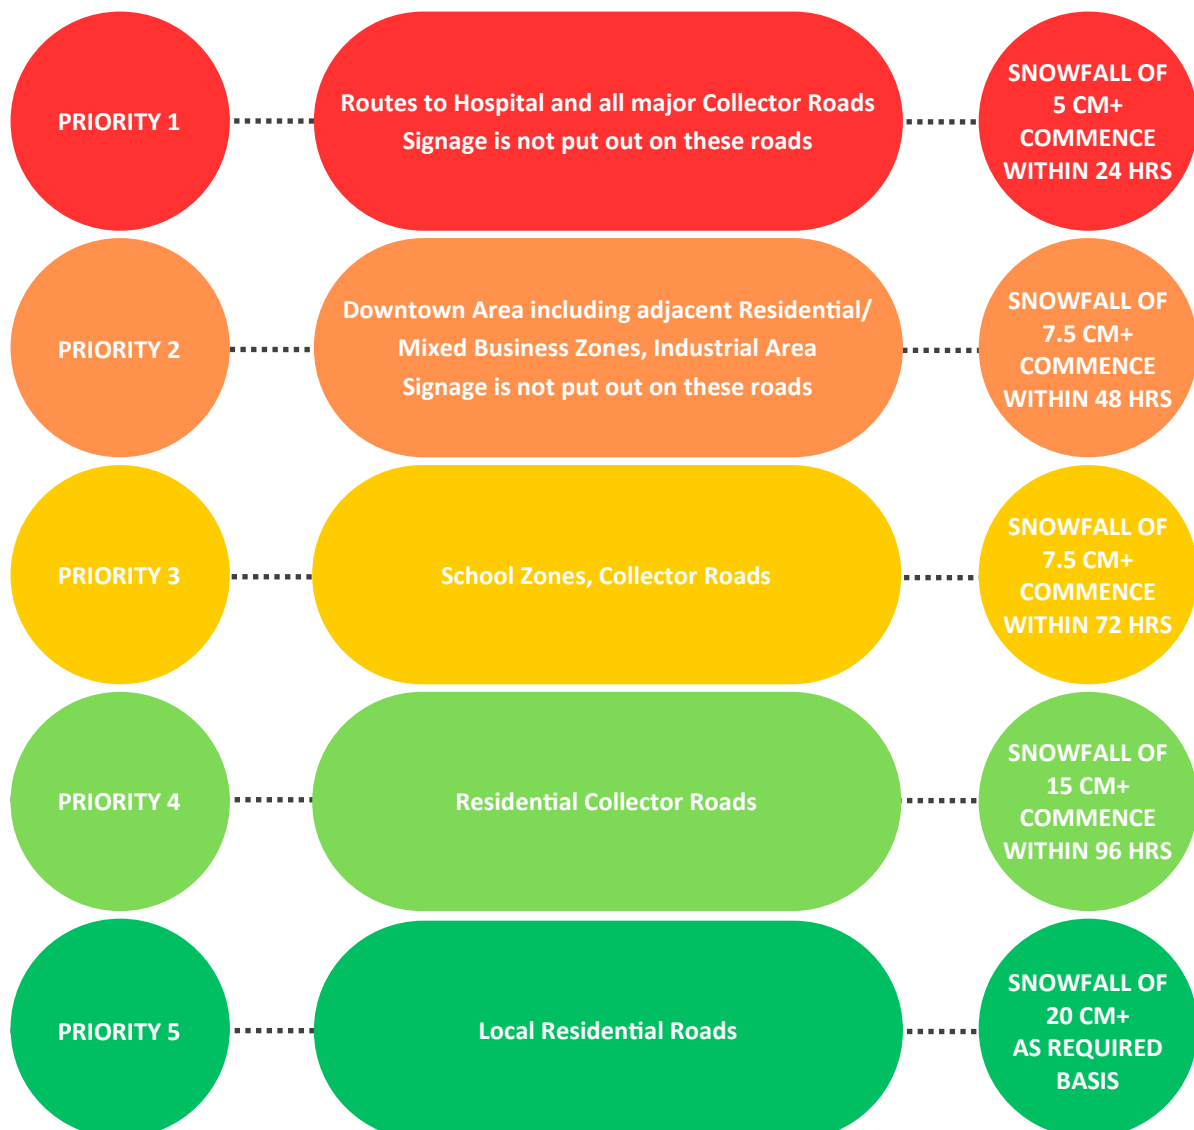 PRIORITY 1
Routes to Hospital and all major Collector Roads
Signage is not put out on these roads
SNOWFALL OF
5 CM+
COMMENCE
WITHIN 24 HRS
PRIORITY 2
Downtown Area including adjacent Residential/
Mixed Business Zones, Industrial Area
Signage is not put out on these roads
SNOWFALL OF
7.5 CM+
COMMENCE
WITHIN 48 HRS
PRIORITY 3
School Zones, Collector Roads
SNOWFALL OF
7.5 CM+
COMMENCE
WITHIN 72 HRS
PRIORITY 4
Residential Collector Roads
SNOWFALL OF
15 CM+
COMMENCE
WITHIN 96 HRS
PRIORITY 5
Local Residential Roads
SNOWFALL OF
20 CM+
AS REQUIRED
BASIS